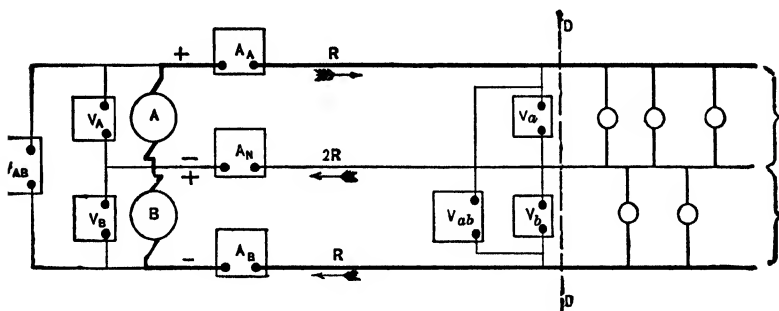 D
+ A_A R
V_A A V_a
− A_N 2R
+
V_AB
V_B B V_ab V_b
− A_B R
D